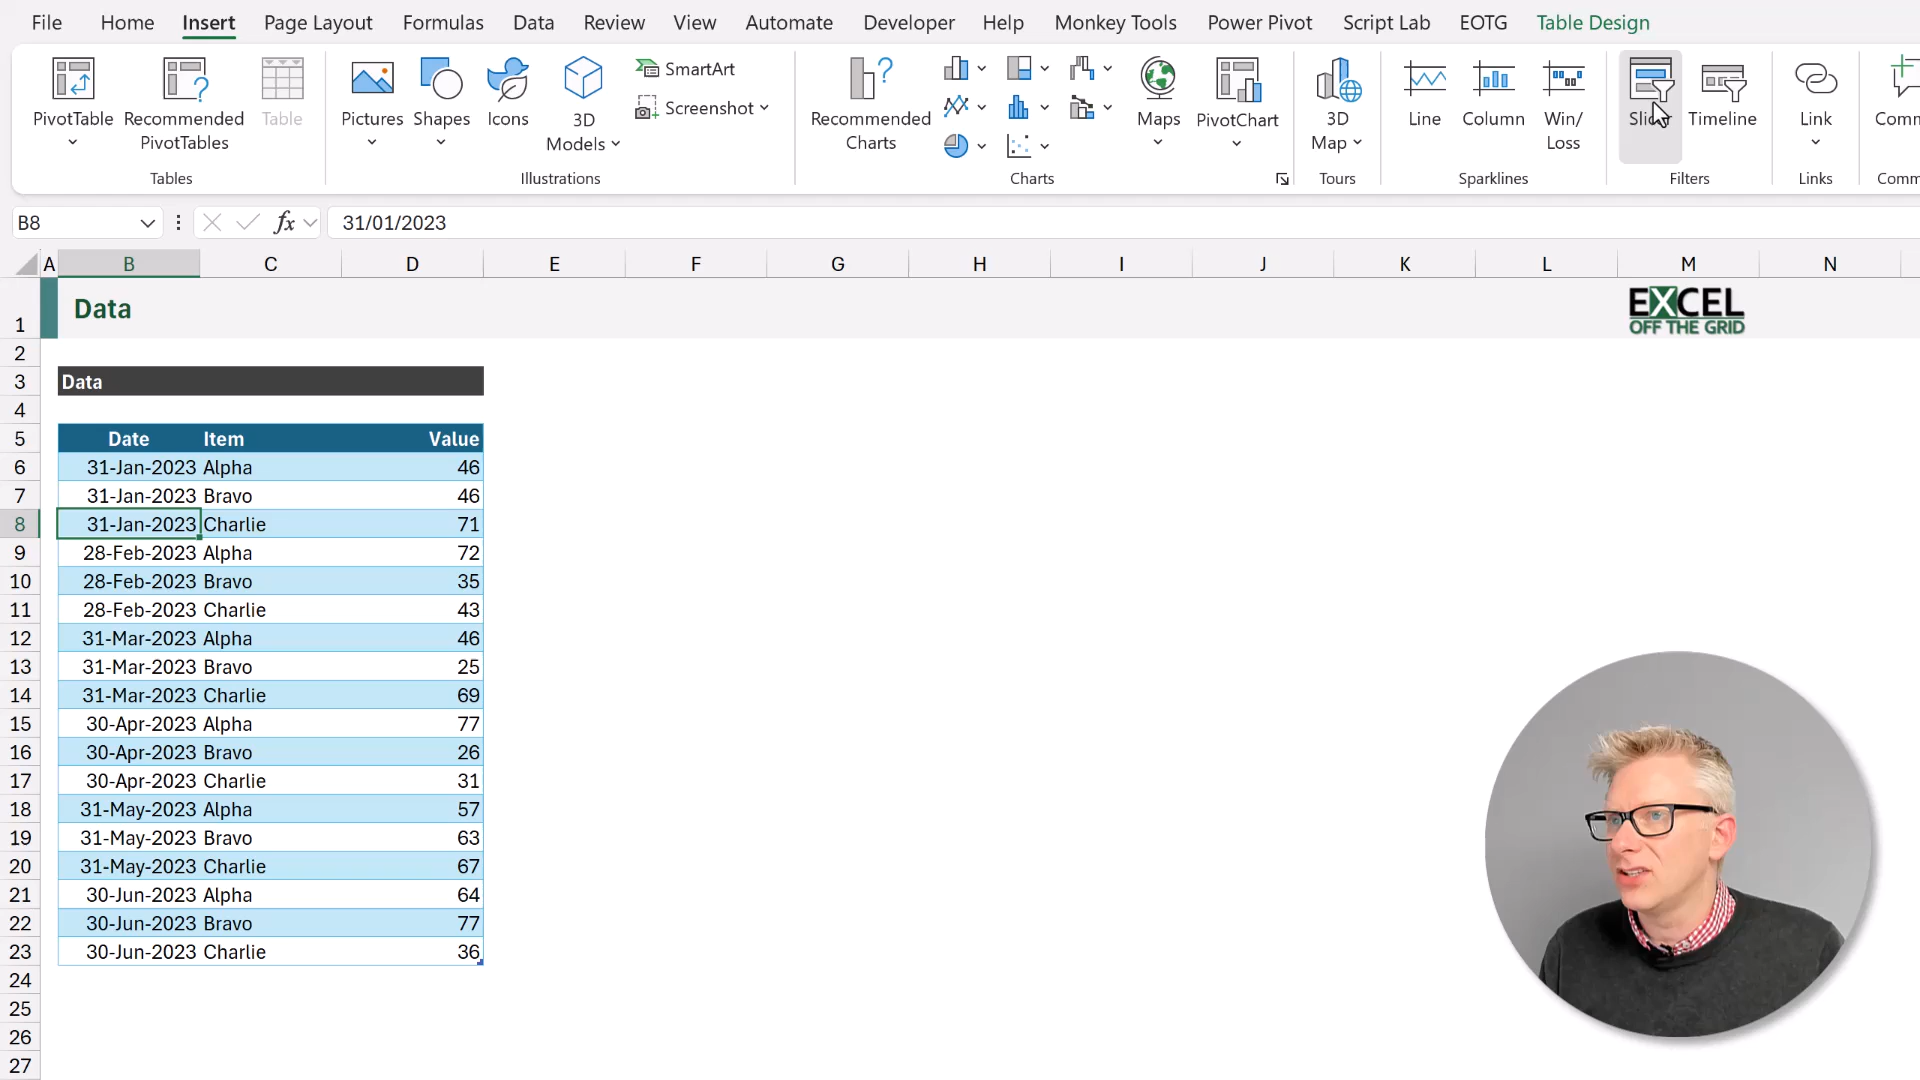 File Home Insert Page Layout Formulas Data Review View Automate Developer Help Monkey Tools Power Pivot Script Lab EOTG Table Design
PivotTable
Recommended
PivotTables
Table
Tables
Pictures
Shapes
Icons
3D
Models
SmartArt
Screenshot
Illustrations
Recommended
Charts
Maps
PivotChart
Charts
3D
Map
Tours
Line
Column
Win/
Loss
Sparklines
Timeline
Filters
Link
Links
B8
fx
31/01/2023
A B C D E F G H I J K L M N
1 Data
EXCEL
OFF THE GRID
2
3 Data
4
5 Date Item Value
6 31-Jan-2023 Alpha 46
7 31-Jan-2023 Bravo 46
8 31-Jan-2023 Charlie 71
9 28-Feb-2023 Alpha 72
10 28-Feb-2023 Bravo 35
11 28-Feb-2023 Charlie 43
12 31-Mar-2023 Alpha 46
13 31-Mar-2023 Bravo 25
14 31-Mar-2023 Charlie 69
15 30-Apr-2023 Alpha 77
16 30-Apr-2023 Bravo 26
17 30-Apr-2023 Charlie 31
18 31-May-2023 Alpha 57
19 31-May-2023 Bravo 63
20 31-May-2023 Charlie 67
21 30-Jun-2023 Alpha 64
22 30-Jun-2023 Bravo 77
23 30-Jun-2023 Charlie 36
24
25
26
27